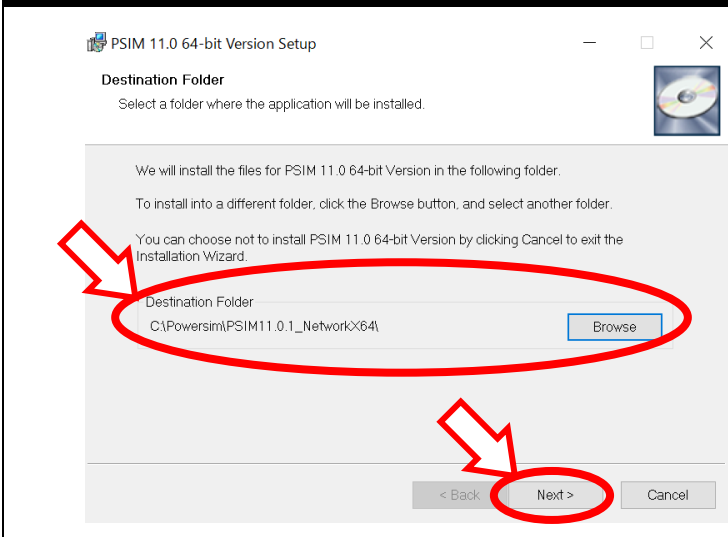 PSIM 11.0 64-bit Version Setup
Destination Folder
Select a folder where the application will be installed.
We will install the files for PSIM 11.0 64-bit Version in the following folder.
To install into a different folder, click the Browse button, and select another folder.
You can choose not to install PSIM 11.0 64-bit Version by clicking Cancel to exit the
Installation Wizard.
Destination Folder
C:\Powersim\PSIM11.0.1_NetworkX64\
Browse
< Back
Next >
Cancel